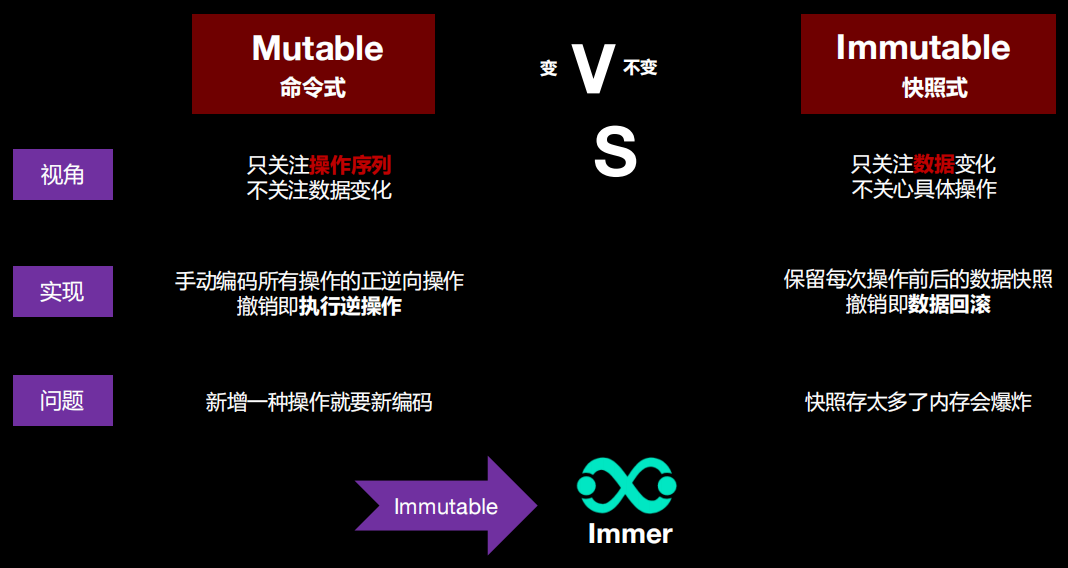 Mutable
命令式
变
V
不变
S
Immutable
快照式
视角
只关注操作序列
不关注数据变化
只关注数据变化
不关心具体操作
实现
手动编码所有操作的正逆向操作
撤销即执行逆操作
保留每次操作前后的数据快照
撤销即数据回滚
问题
新增一种操作就要新编码
快照存太多了内存会爆炸
Immutable
Immer